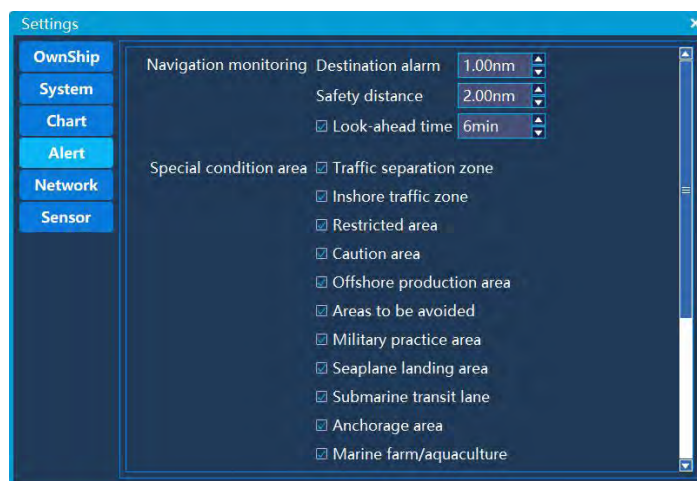 Settings
OwnShip
System
Chart
Alert
Network
Sensor
Navigation monitoring Destination alarm 1.00nm
Safety distance 2.00nm
Look-ahead time 6min
Special condition area Traffic separation zone
Inshore traffic zone
Restricted area
Caution area
Offshore production area
Areas to be avoided
Military practice area
Seaplane landing area
Submarine transit lane
Anchorage area
Marine farm/aquaculture